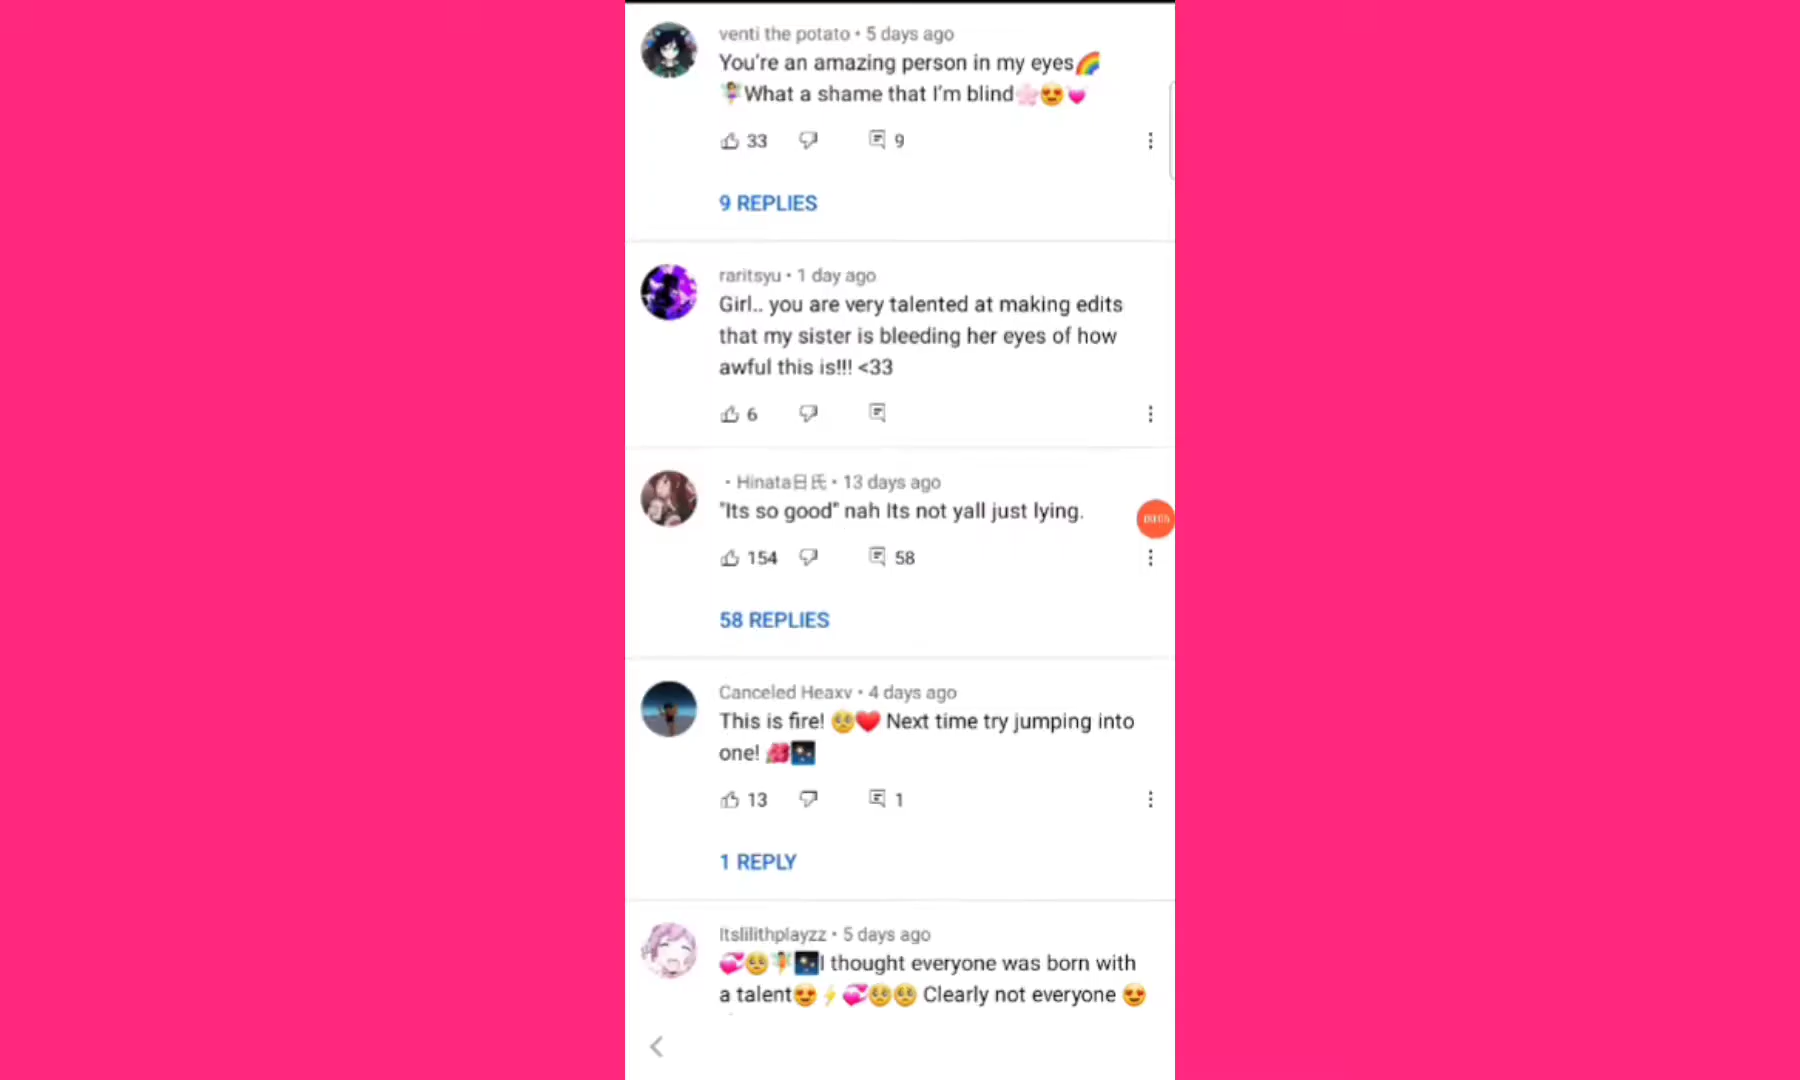 venti the potato • 5 days ago
You're an amazing person in my eyes🌈
🧚‍♀️What a shame that I'm blind🌸😍💓
33 9
9 REPLIES
raritsyu • 1 day ago
Girl.. you are very talented at making edits
that my sister is bleeding her eyes of how
awful this is!!! <33
6
・Hinata日氏 • 13 days ago
"Its so good" nah Its not yall just lying.
00:05
154 58
58 REPLIES
Canceled Heaxv • 4 days ago
This is fire! 🥺❤️ Next time try jumping into
one! 🌺🌌
13 1
1 REPLY
Itslilithplayzz • 5 days ago
💞🥺🧚🌌I thought everyone was born with
a talent😍⚡💞🥺🥺 Clearly not everyone 😍